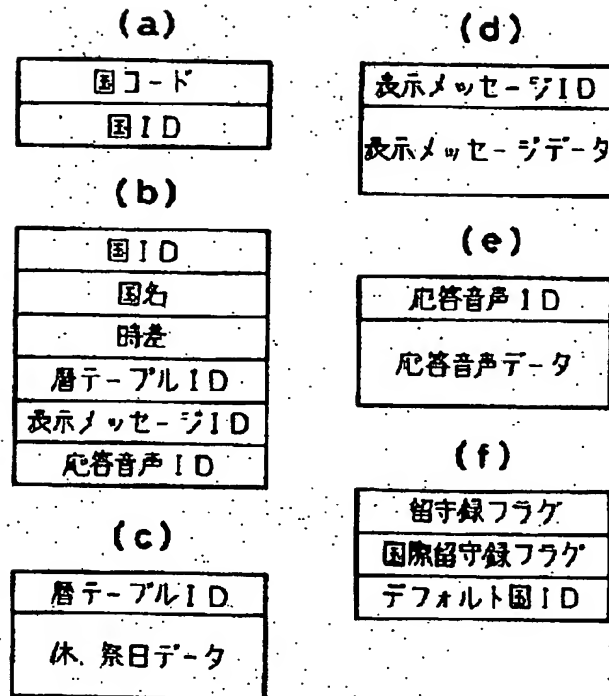 (a)
国コード
国ID
(b)
国ID
国名
時差
暦テーブルID
表示メッセージID
応答音声ID
(c)
暦テーブルID
休、祭日データ
(d)
表示メッセージID
表示メッセージデータ
(e)
応答音声ID
応答音声データ
(f)
留守録フラグ
国際留守録フラグ
デフォルト国ID